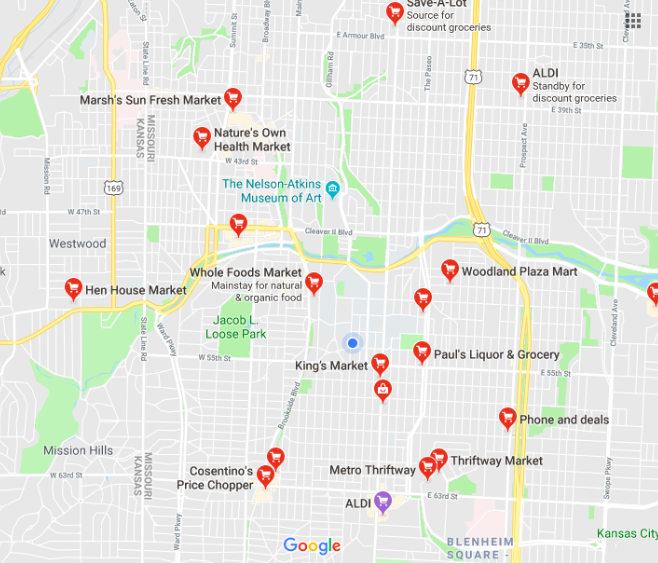 Save-A-Lot
Source for
discount groceries
Eaton St
State Line Rd
Summit St
Broadway Blvd
Main
Gillham Rd
E Armour Blvd
The Paseo
71
ALDI
Standby for
discount groceries
E 35th St
Cleveland Ave
E 39th St
Prospect Ave
Marsh's Sun Fresh Market
Nature's Own
Health Market
MISSOURI
KANSAS
W 43rd St
Mission Rd
169
The Nelson-Atkins
Museum of Art
W 47th St
Westwood
Cleaver II Blvd
71
Cleaver II Blvd
Whole Foods Market
Mainstay for natural
& organic food
Woodland Plaza Mart
Hen House Market
Jacob L.
Loose Park
State Line Rd
Ward Pkwy
Cleveland Ave
W 55th St
King's Market
Paul's Liquor & Grocery
E 55th St
Brookside Blvd
Phone and deals
Mission Hills
MISSOURI
KANSAS
W 63rd St
Cosentino's
Price Chopper
Metro Thriftway
Thriftway Market
Swope Pkwy
ALDI
E 63rd St
Ward Pkwy
Google
BLENHEIM
SQUARE -
Kansas City